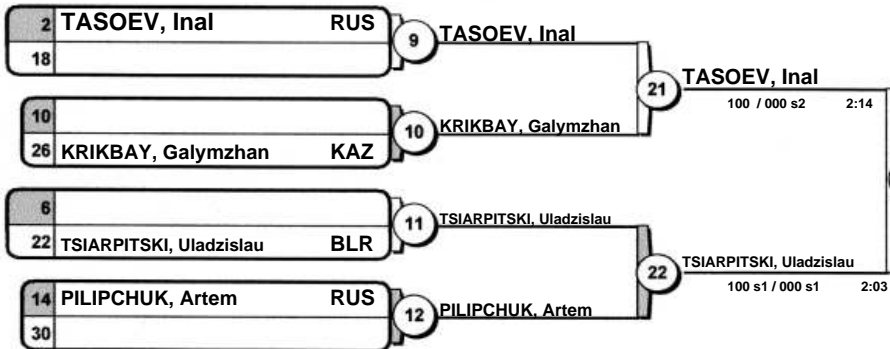 2 TASOEV, Inal RUS
18
9 TASOEV, Inal
10
26 KRIKBAY, Galymzhan KAZ
10 KRIKBAY, Galymzhan
21 TASOEV, Inal
100 / 000 s2 2:14
6
22 TSIARPITSKI, Uladzislau BLR
11 TSIARPITSKI, Uladzislau
14 PILIPCHUK, Artem RUS
30
12 PILIPCHUK, Artem
22 TSIARPITSKI, Uladzislau
100 s1 / 000 s1 2:03